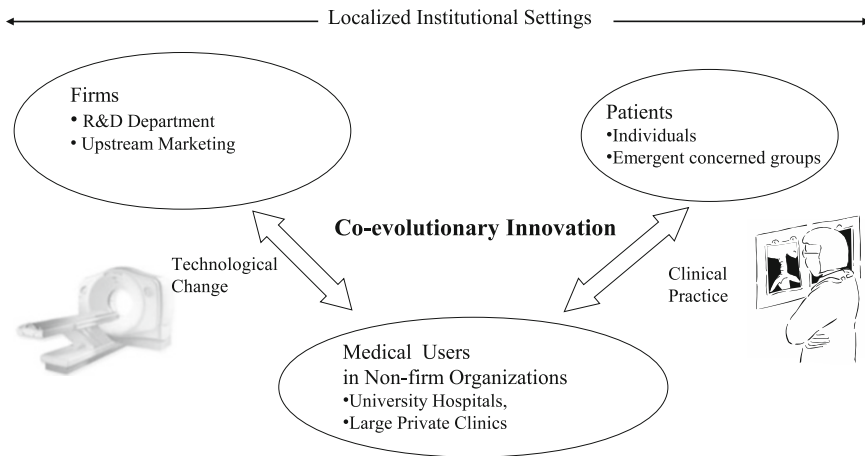 Localized Institutional Settings
Firms
• R&D Department
• Upstream Marketing
Patients
•Individuals
•Emergent concerned groups
Co-evolutionary Innovation
Technological
Change
Clinical
Practice
Medical Users
in Non-firm Organizations
•University Hospitals,
•Large Private Clinics